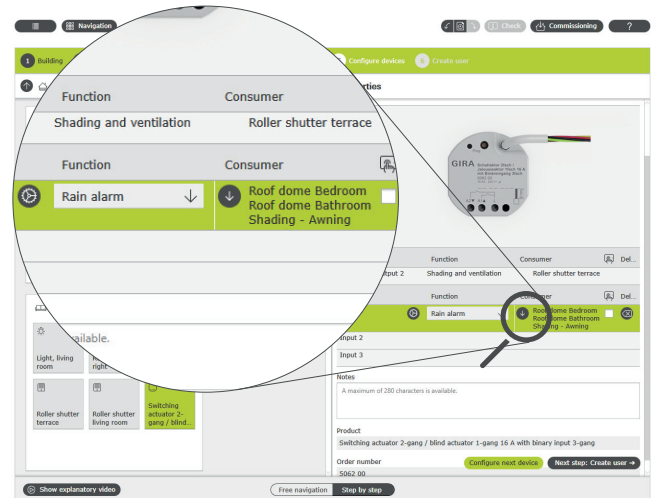 Navigation
Check
Commissioning
?
1 Building
Configure devices
Create user
Function Consumer
Shading and ventilation Roller shutter terrace
Function Consumer
Rain alarm
Roof dome Bedroom
Roof dome Bathroom
Shading - Awning
GIRA
Function Consumer Del...
Shading and ventilation Roller shutter terrace
Function Consumer Del...
Rain alarm
Roof dome Bedroom
Roof dome Bathroom
Shading - Awning
Input 2
Input 3
Notes
A maximum of 280 characters is available.
Product
Switching actuator 2-gang / blind actuator 1-gang 16 A with binary input 3-gang
Order number
5062 00
Configure next device
Next step: Create user →
Light, living
room
right
Roller shutter
terrace
Roller shutter
living room
Switching
actuator 2-
gang / blind...
Show explanatory video
Free navigation
Step by step